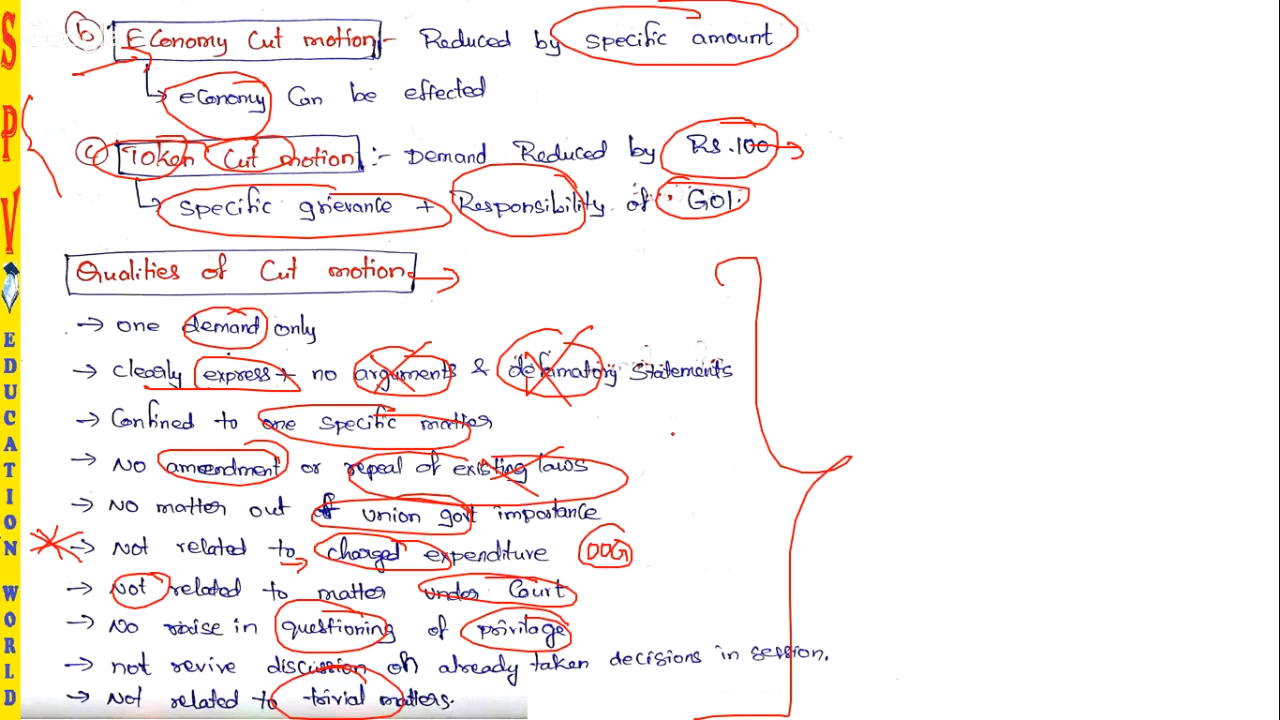 SPV EDUCATION WORLD
b) Economy Cut motion - Reduced by specific amount
economy Can be effected
c) Token Cut motion :- Demand Reduced by Rs.100
specific grievance + Responsibility of GOI.
Qualities of Cut motion
→ one demand only
→ clearly express + no arguments & defamatory statements
→ Confined to one specific matter
→ No amendment or repeal of existing laws
→ No matter out of union govt importance
→ Not related to charged expenditure
→ Not related to matter under Court
→ No raise in questioning of privilage
→ not revive discussion on already taken decisions in session.
→ Not related to trivial matters.